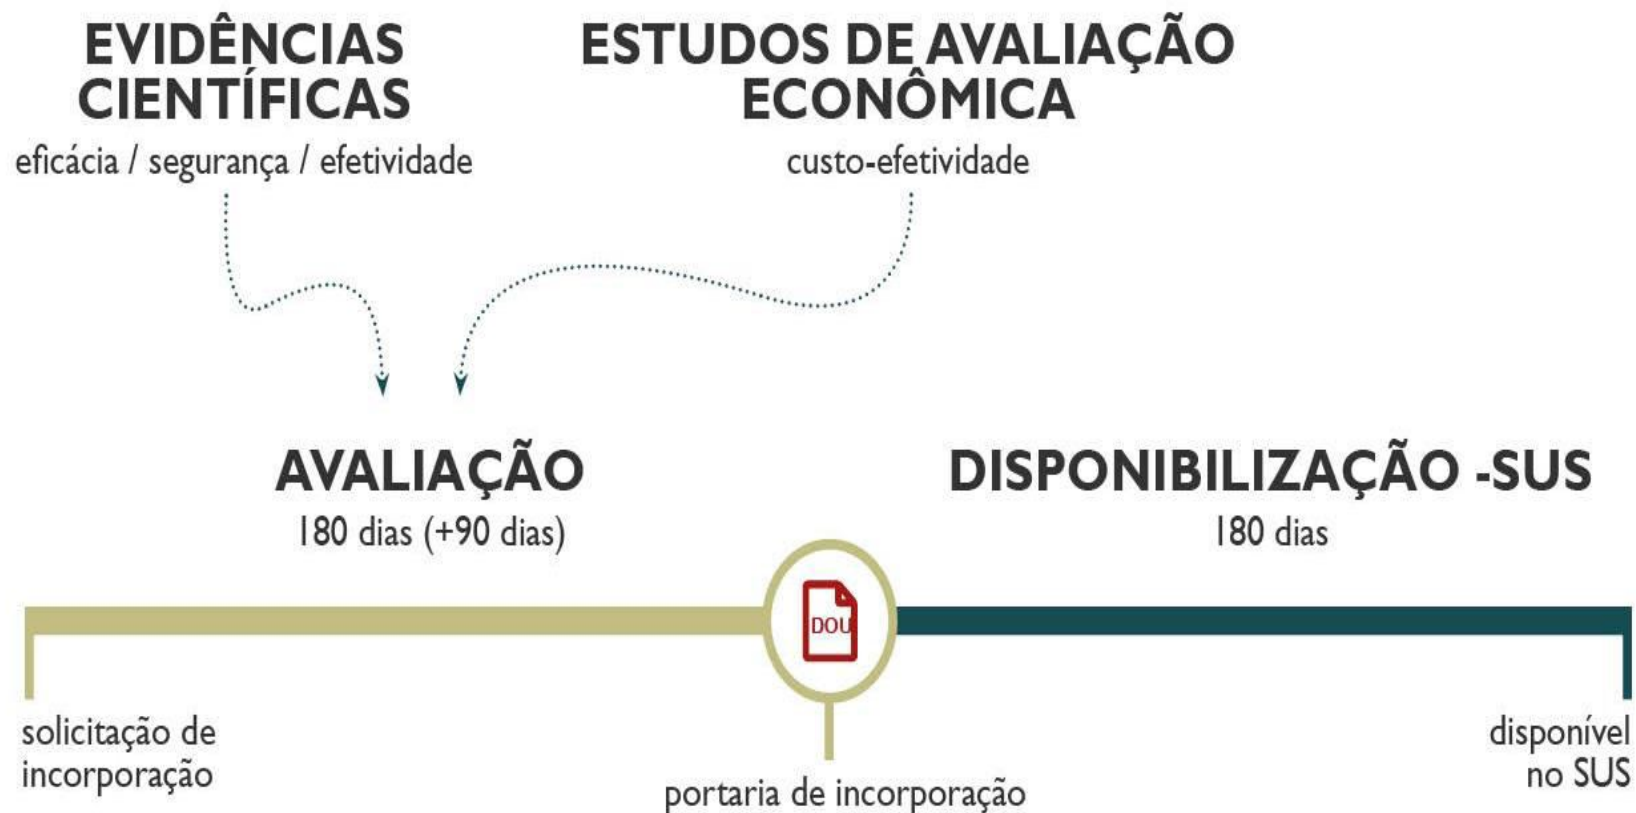 EVIDÊNCIAS
CIENTÍFICAS
eficácia / segurança / efetividade
ESTUDOS DE AVALIAÇÃO
ECONÔMICA
custo-efetividade
AVALIAÇÃO
180 dias (+90 dias)
DISPONIBILIZAÇÃO -SUS
180 dias
DOU
solicitação de
incorporação
portaria de incorporação
disponível
no SUS